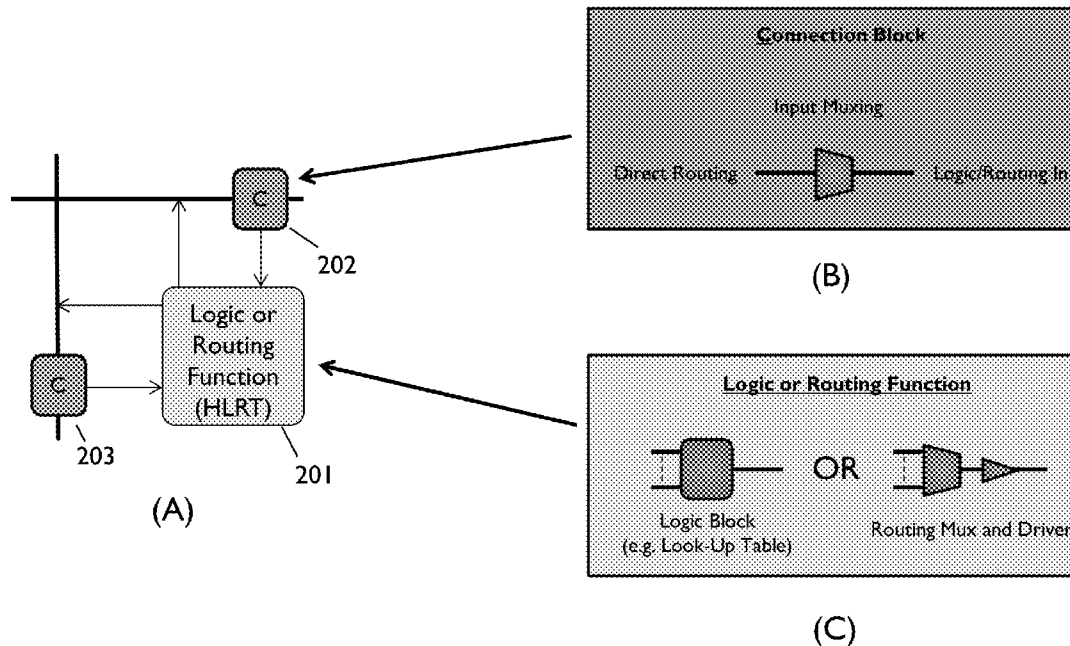 Connection Block
Input Muxing
Direct Routing
Logic/Routing In
(B)
C
202
Logic or
Routing
Function
(HLRT)
201
C
203
(A)
Logic or Routing Function
OR
Logic Block
(e.g. Look-Up Table)
Routing Mux and Driver
(C)